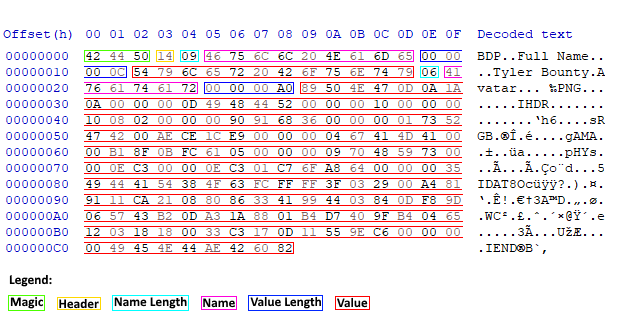 Offset(h) 00 01 02 03 04 05 06 07 08 09 0A 0B 0C 0D 0E 0F Decoded text
00000000 42 44 50 14 09 46 75 6C 6C 20 4E 61 6D 65 00 00 BDP..Full Name..
00000010 00 0C 54 79 6C 65 72 20 42 6F 75 6E 74 79 06 41 ..Tyler Bounty.A
00000020 76 61 74 61 72 00 00 00 A0 89 50 4E 47 0D 0A 1A vatar... ‰PNG...
00000030 0A 00 00 00 0D 49 48 44 52 00 00 00 10 00 00 00 .....IHDR.......
00000040 10 08 02 00 00 00 90 91 68 36 00 00 00 01 73 52 .......‘h6....sR
00000050 47 42 00 AE CE 1C E9 00 00 00 04 67 41 4D 41 00 GB.®Î.é....gAMA.
00000060 00 B1 8F 0B FC 61 05 00 00 00 09 70 48 59 73 00 .±..üa.....pHYs.
00000070 00 0E C3 00 00 0E C3 01 C7 6F A8 64 00 00 00 35 ..Ã...Ã.Ço¨d...5
00000080 49 44 41 54 38 4F 63 FC FF FF 3F 03 29 00 A4 81 IDAT8Ocüÿÿ?.).¤.
00000090 91 11 CA 21 08 80 86 33 41 99 44 03 84 0D F8 9D ‘.Ê!.€†3A™D.„.ø.
000000A0 06 57 43 B2 0D A3 1A 88 01 B4 D7 40 9F B4 04 65 .WC².£.ˆ.´×@Ÿ´.e
000000B0 12 03 18 18 00 33 C3 17 0D 11 55 9E C6 00 00 00 .....3Ã...UžÆ...
000000C0 00 49 45 4E 44 AE 42 60 82 .IEND®B`‚
Legend:
Magic Header Name Length Name Value Length Value